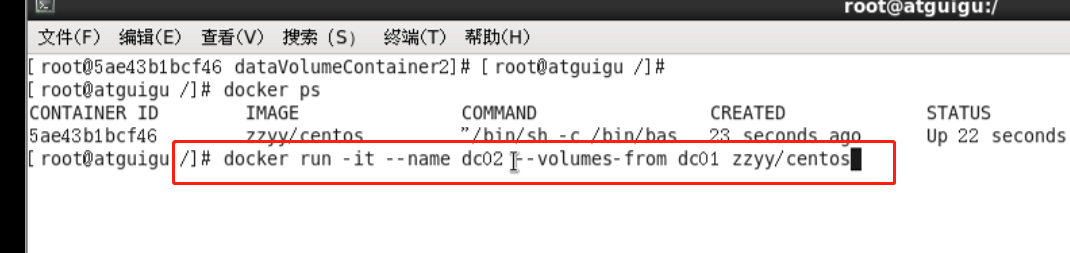 root@atguigu:/
文件(F) 编辑(E) 查看(V) 搜索 (S) 终端(T) 帮助(H)
[root@5ae43b1bcf46 dataVolumeContainer2]# [root@atguigu /]#
[root@atguigu /]# docker ps
CONTAINER ID IMAGE COMMAND CREATED STATUS
5ae43b1bcf46 zzyy/centos "/bin/sh -c /bin/bas 23 seconds ago Up 22 seconds
[root@atguigu /]# docker run -it --name dc02 --volumes-from dc01 zzyy/centos